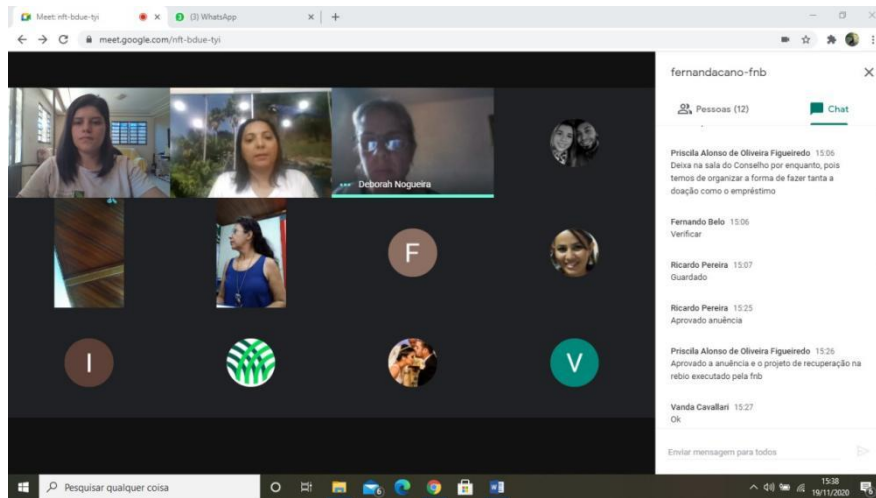 Meet: nft-bdue-tyi
(3) WhatsApp
meet.google.com/nft-bdue-tyi
fernandacano-fnb
Pessoas (12)
Chat
Priscila Alonso de Oliveira Figueiredo 15:06
Deixa na sala do Conselho por enquanto, pois
temos de organizar a forma de fazer tanta a
doação como o empréstimo
Fernando Belo 15:06
Verificar
Ricardo Pereira 15:07
Guardado
Ricardo Pereira 15:25
Aprovado anuência
Priscila Alonso de Oliveira Figueiredo 15:26
Aprovado a anuência e o projeto de recuperação na
rebio executado pela fnb
Vanda Cavallari 15:27
Ok
Enviar mensagem para todos
Deborah Nogueira
F
I
V
Pesquisar qualquer coisa
15:38
19/11/2020